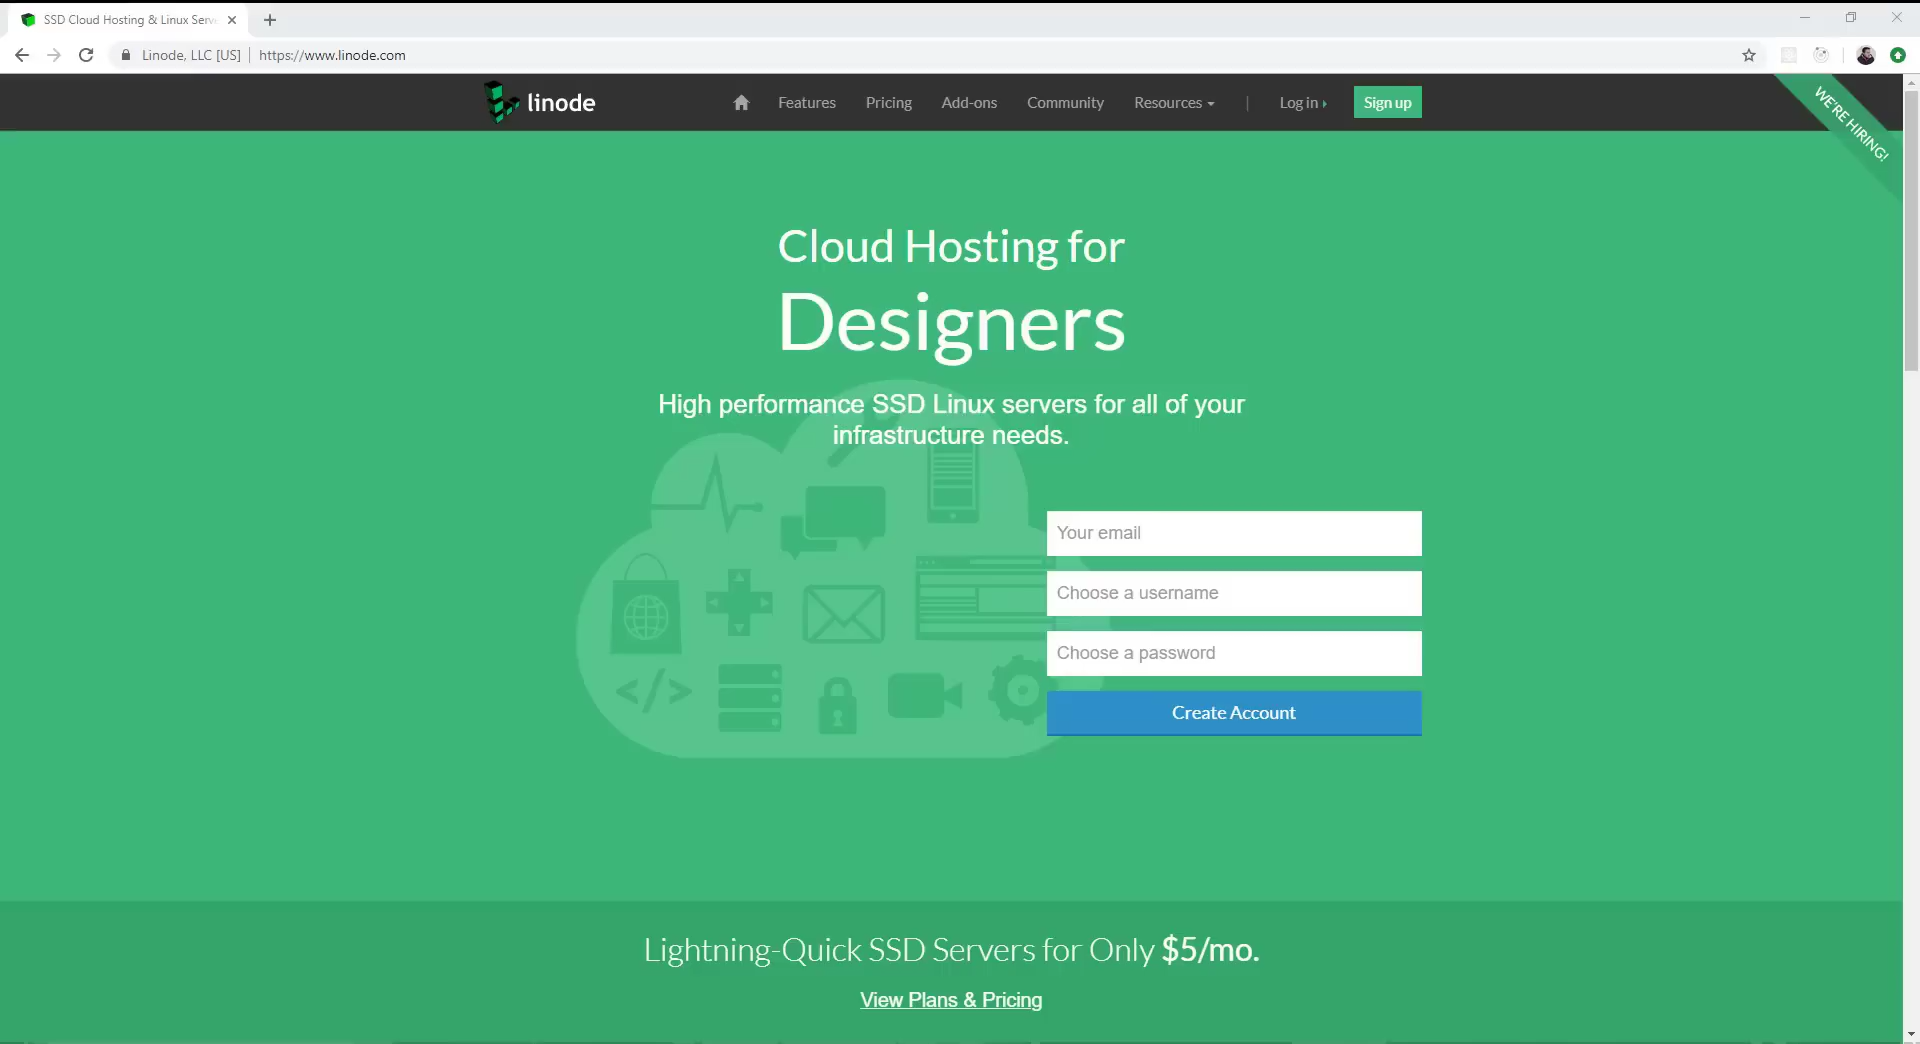 SSD Cloud Hosting & Linux Serv
Linode, LLC [US] https://www.linode.com
linode Features Pricing Add-ons Community Resources | Log in Sign up
WE'RE HIRING!
Cloud Hosting for
Designers
High performance SSD Linux servers for all of your
infrastructure needs.
Your email
Choose a username
Choose a password
Create Account
Lightning-Quick SSD Servers for Only $5/mo.
View Plans & Pricing